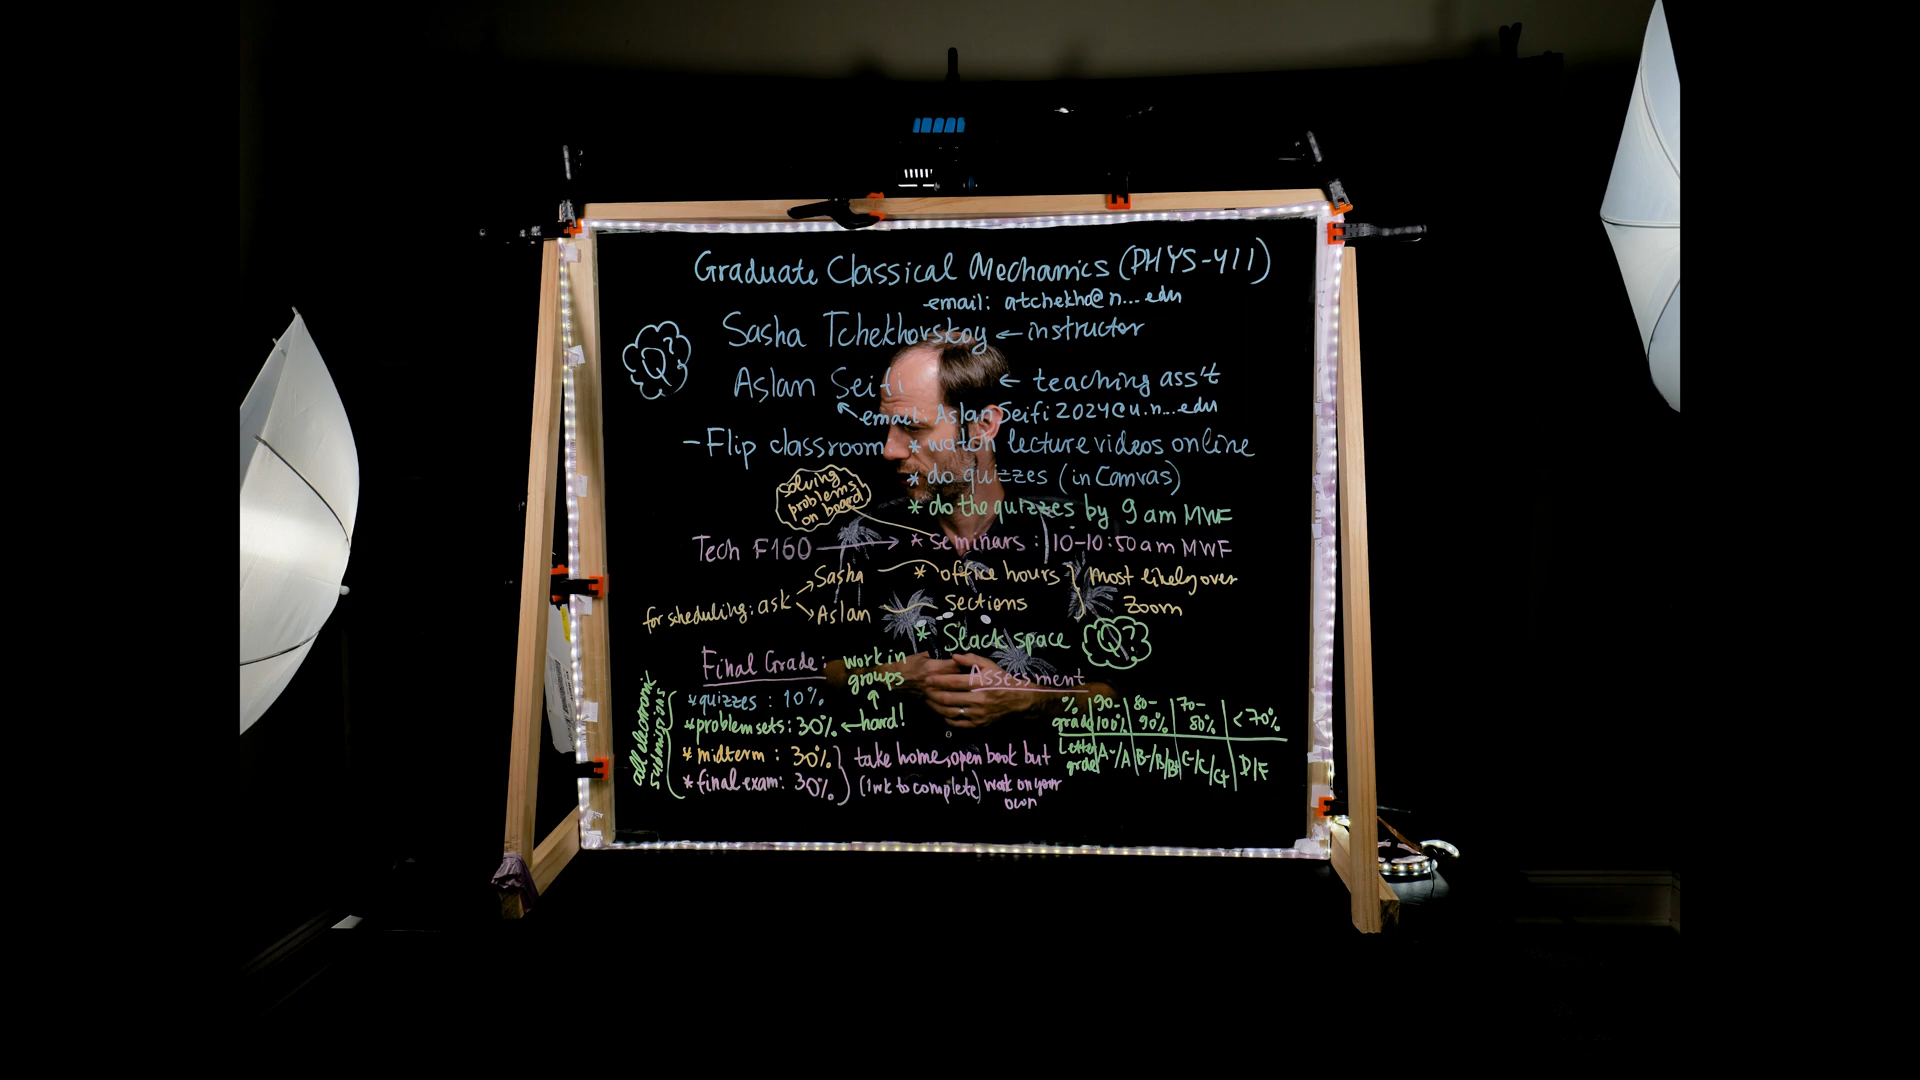 Graduate Classical Mechanics (PHYS-411)
email: atchekho@n...edu
Sasha Tchekhovskoy ← instructor
Q?
Aslan Seifi ← teaching ass't
email: AslanSeifi2024@u.n...edu
- Flip classroom * watch lecture videos online
* do quizzes (in Canvas)
solving
problems
on board
* do the quizzes by 9am MWF
Tech F160 → * seminars: 10-10:50am MWF
Sasha * office hours } most likely over
for scheduling: ask Aslan sections Zoom
* Slack space Q?
Final Grade: work in
groups
Assessment
all electronic
submissions
* quizzes: 10%
* problem sets: 30% ← hard!
* midterm: 30% } take home, open book but
* final exam: 30% } (1wk to complete) work on your
own
% grade | 90-100% | 80-90% | 70-80% | <70%
Letter grade | A-/A | B-/B/B+ | C-/C/C+ | D/F